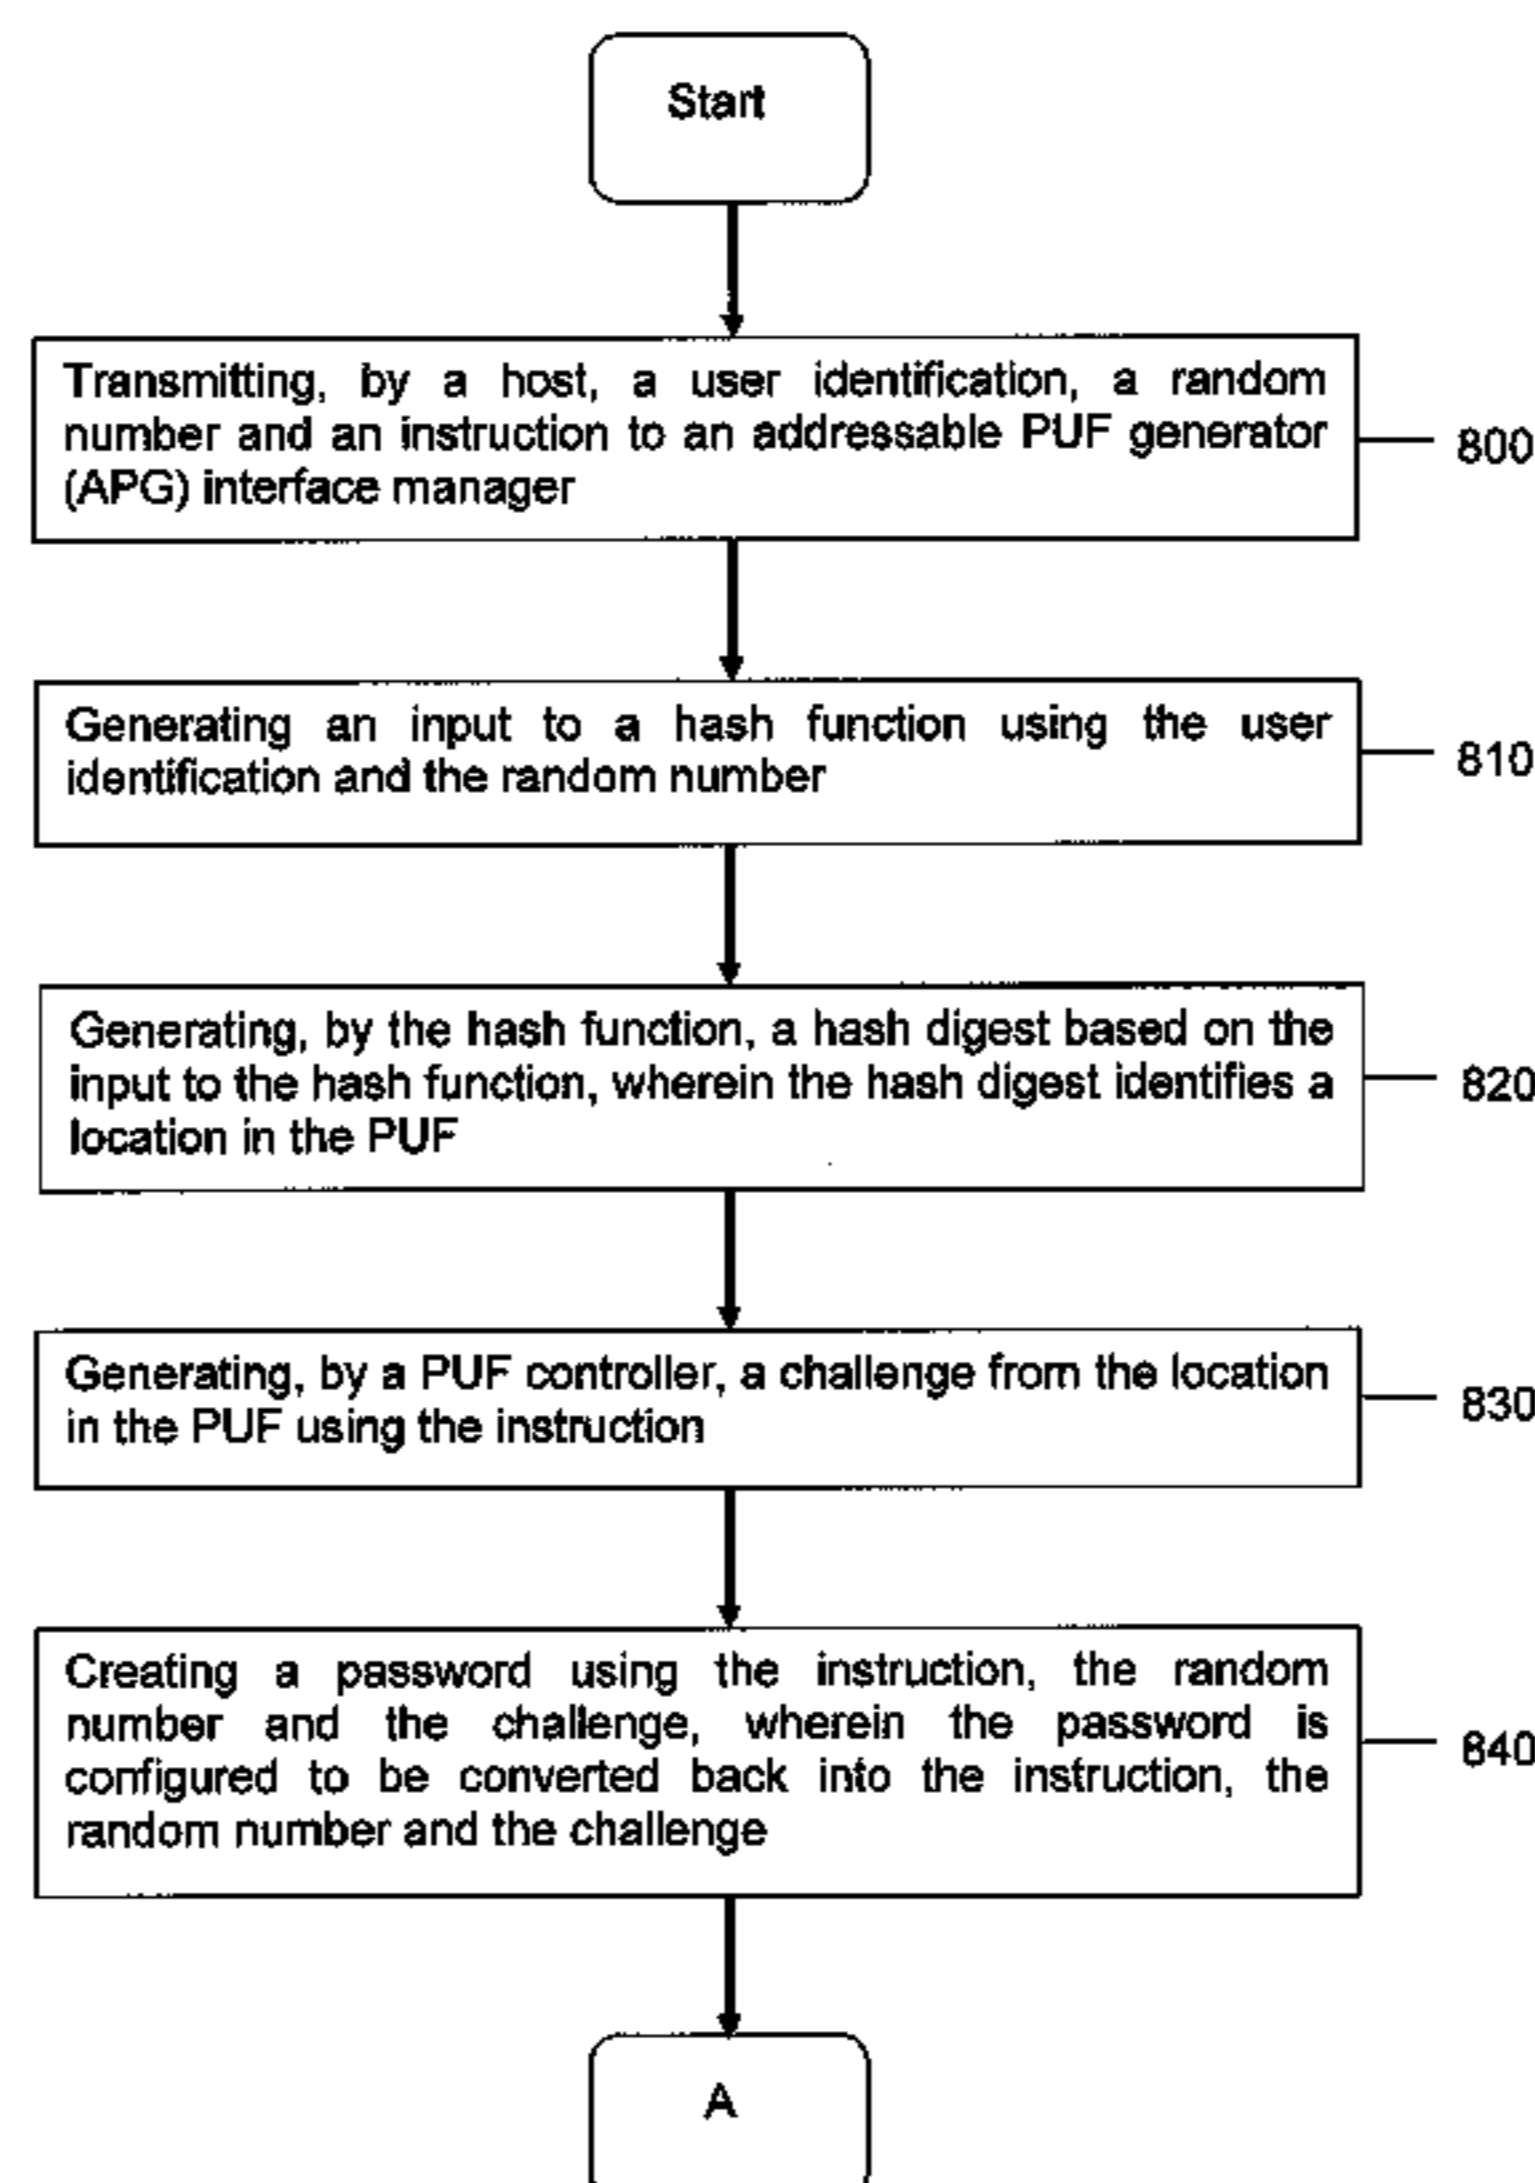 Start
Transmitting, by a host, a user identification, a random
number and an instruction to an addressable PUF generator
(APG) interface manager
800
Generating an input to a hash function using the user
identification and the random number
810
Generating, by the hash function, a hash digest based on the
input to the hash function, wherein the hash digest identifies a
location in the PUF
820
Generating, by a PUF controller, a challenge from the location
in the PUF using the instruction
830
Creating a password using the instruction, the random
number and the challenge, wherein the password is
configured to be converted back into the instruction, the
random number and the challenge
840
A